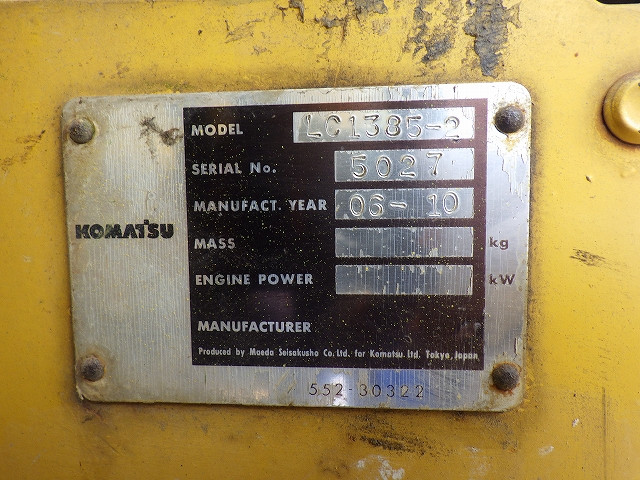 MODEL LC1385-2
SERIAL No. 5027
MANUFACT. YEAR 06-10
KOMATSU
MASS kg
ENGINE POWER kW
MANUFACTURER
Produced by Maeda Seisakusho Co. Ltd. for Komatsu Ltd. Tokyo, Japan
552-30322